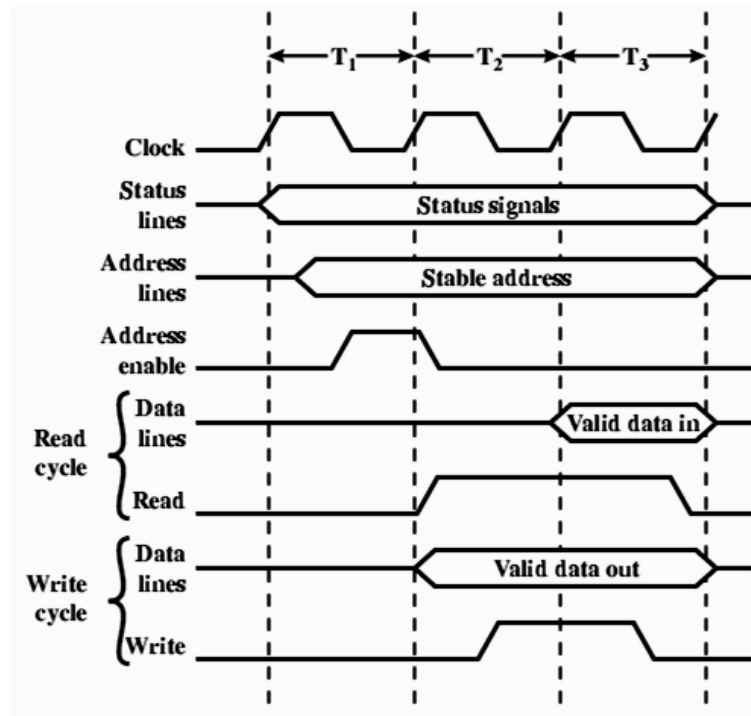 T1 T2 T3
Clock
Status
lines
Status signals
Address
lines
Stable address
Address
enable
Read
cycle
Data
lines
Valid data in
Read
Write
cycle
Data
lines
Valid data out
Write